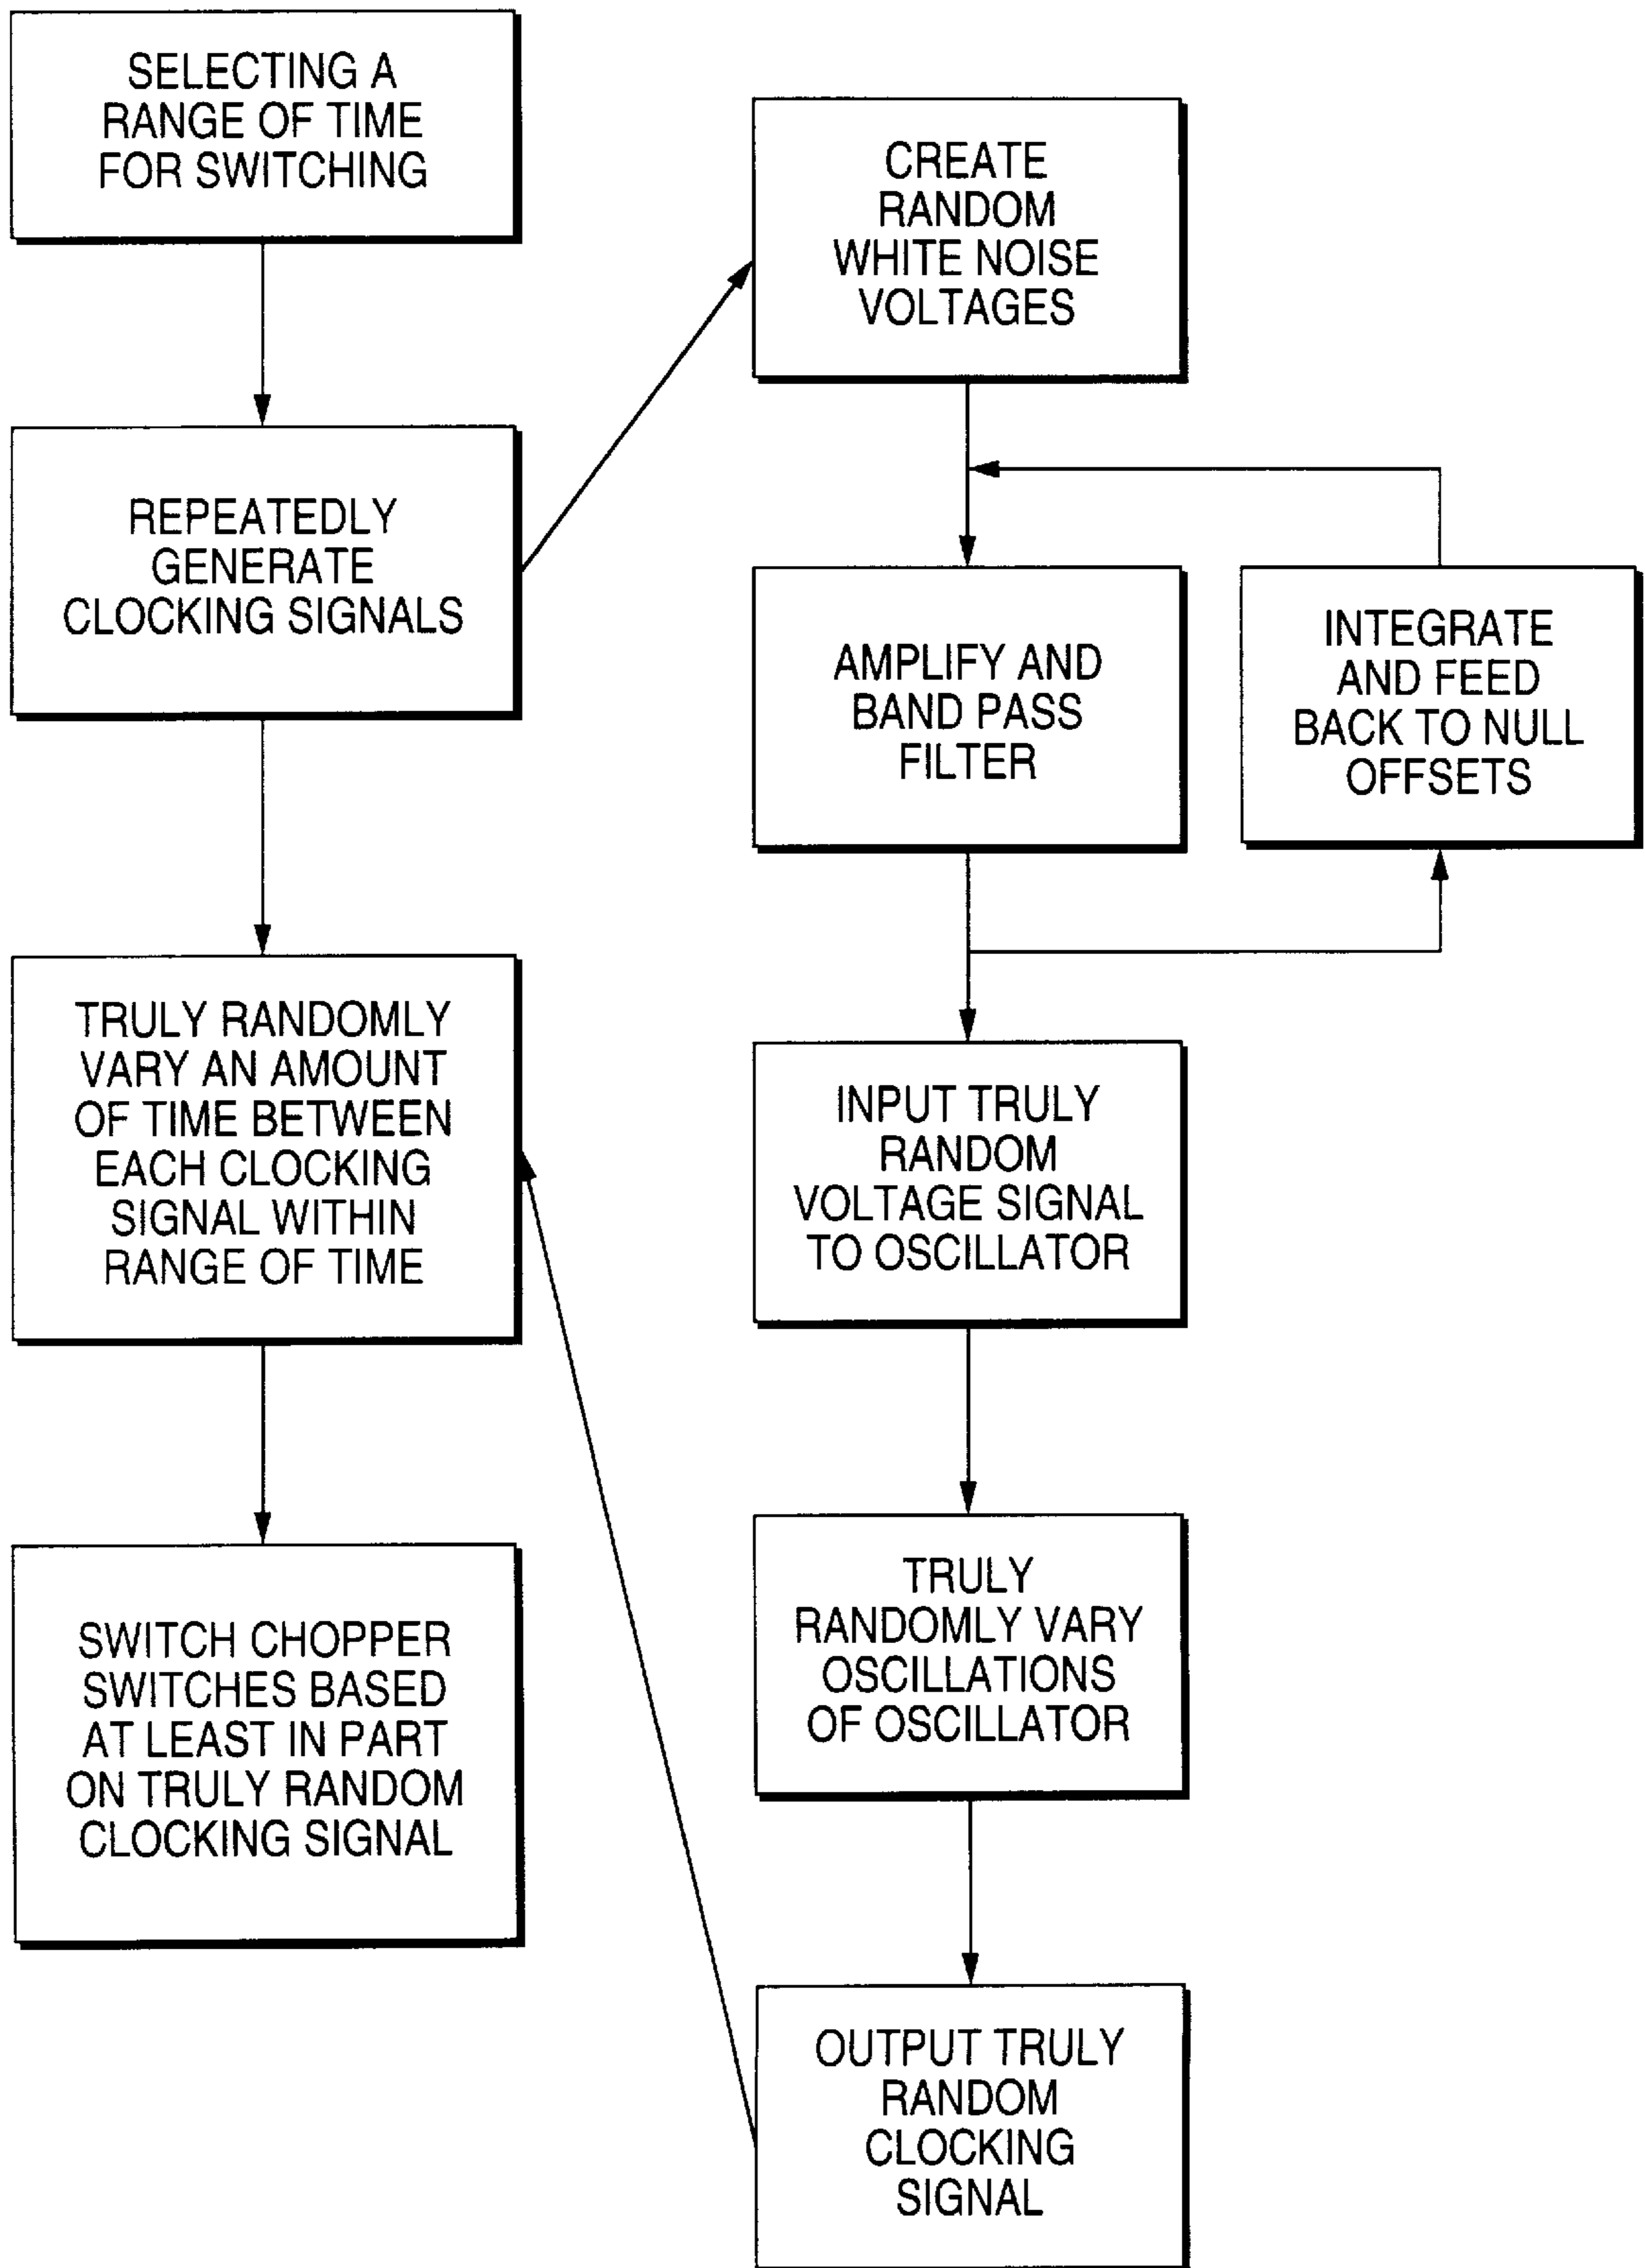 SELECTING A
RANGE OF TIME
FOR SWITCHING
REPEATEDLY
GENERATE
CLOCKING SIGNALS
TRULY RANDOMLY
VARY AN AMOUNT
OF TIME BETWEEN
EACH CLOCKING
SIGNAL WITHIN
RANGE OF TIME
SWITCH CHOPPER
SWITCHES BASED
AT LEAST IN PART
ON TRULY RANDOM
CLOCKING SIGNAL
CREATE
RANDOM
WHITE NOISE
VOLTAGES
AMPLIFY AND
BAND PASS
FILTER
INTEGRATE
AND FEED
BACK TO NULL
OFFSETS
INPUT TRULY
RANDOM
VOLTAGE SIGNAL
TO OSCILLATOR
TRULY
RANDOMLY VARY
OSCILLATIONS
OF OSCILLATOR
OUTPUT TRULY
RANDOM
CLOCKING
SIGNAL